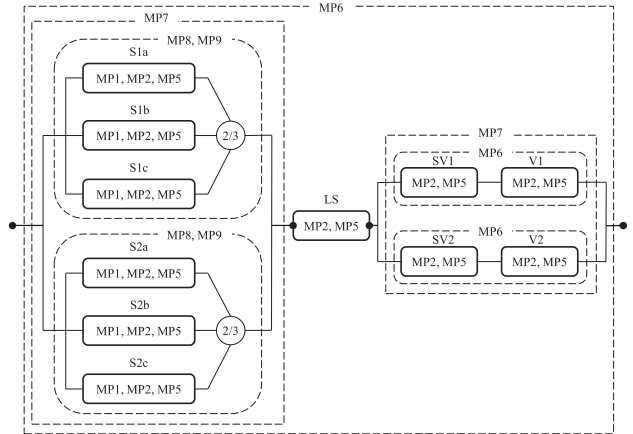 MP6
MP7
MP8, MP9
S1a
MP1, MP2, MP5
S1b
MP1, MP2, MP5
2/3
S1c
MP1, MP2, MP5
MP8, MP9
S2a
MP1, MP2, MP5
S2b
MP1, MP2, MP5
2/3
S2c
MP1, MP2, MP5
LS
MP2, MP5
MP7
MP6
SV1 V1
MP2, MP5 MP2, MP5
MP6
SV2 V2
MP2, MP5 MP2, MP5